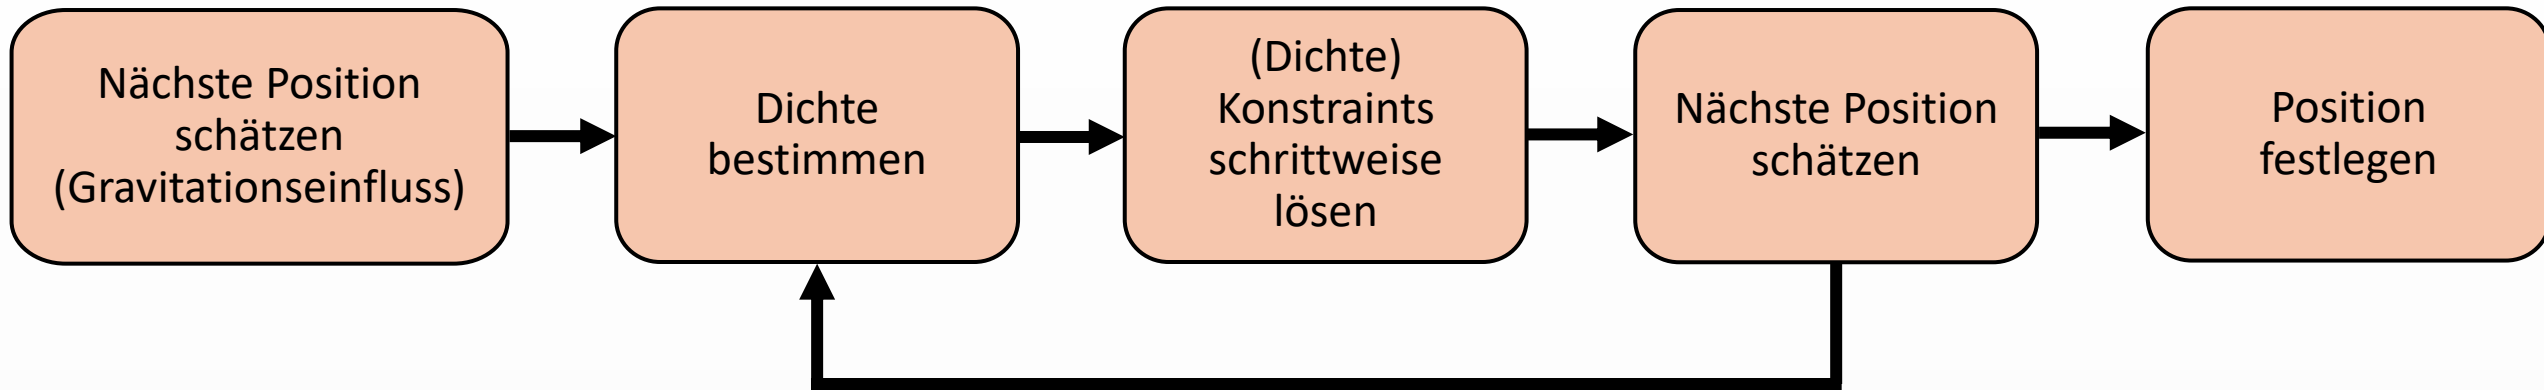 Nächste Position
schätzen
(Gravitationseinfluss)
Dichte
bestimmen
(Dichte)
Konstraints
schrittweise
lösen
Nächste Position
schätzen
Position
festlegen